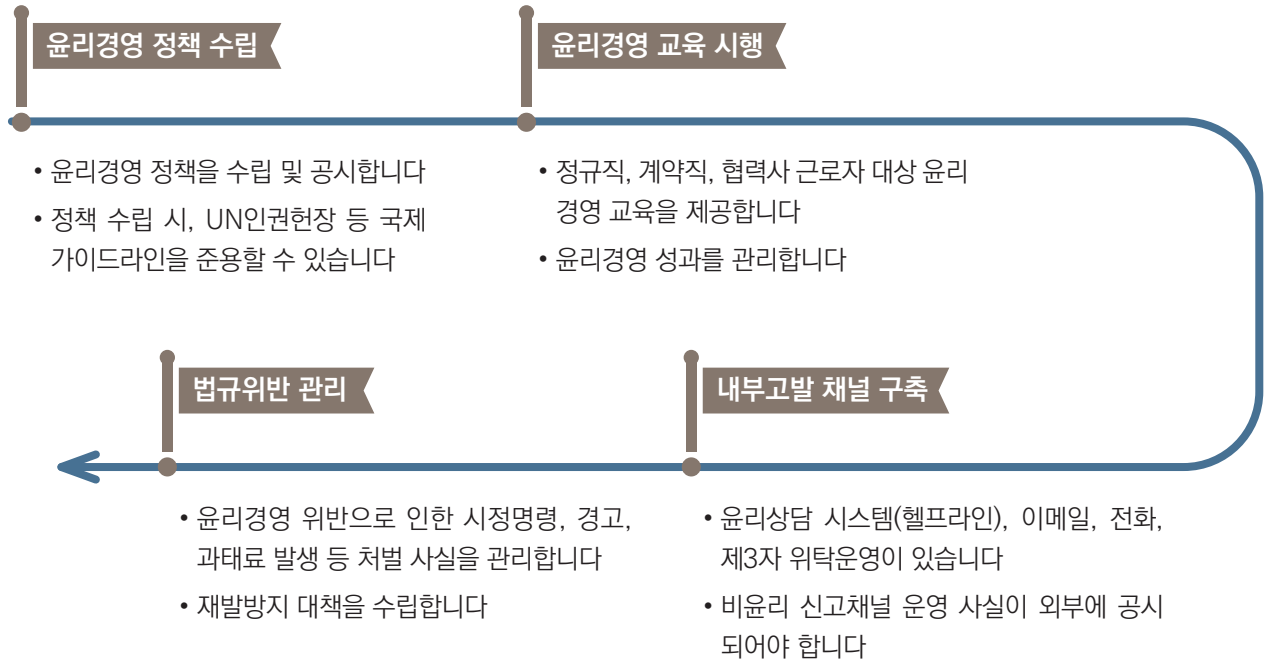 윤리경영 정책 수립
• 윤리경영 정책을 수립 및 공시합니다
• 정책 수립 시, UN인권헌장 등 국제
가이드라인을 준용할 수 있습니다
윤리경영 교육 시행
• 정규직, 계약직, 협력사 근로자 대상 윤리
경영 교육을 제공합니다
• 윤리경영 성과를 관리합니다
내부고발 채널 구축
• 윤리상담 시스템(헬프라인), 이메일, 전화,
제3자 위탁운영이 있습니다
• 비윤리 신고채널 운영 사실이 외부에 공시
되어야 합니다
법규위반 관리
• 윤리경영 위반으로 인한 시정명령, 경고,
과태료 발생 등 처벌 사실을 관리합니다
• 재발방지 대책을 수립합니다